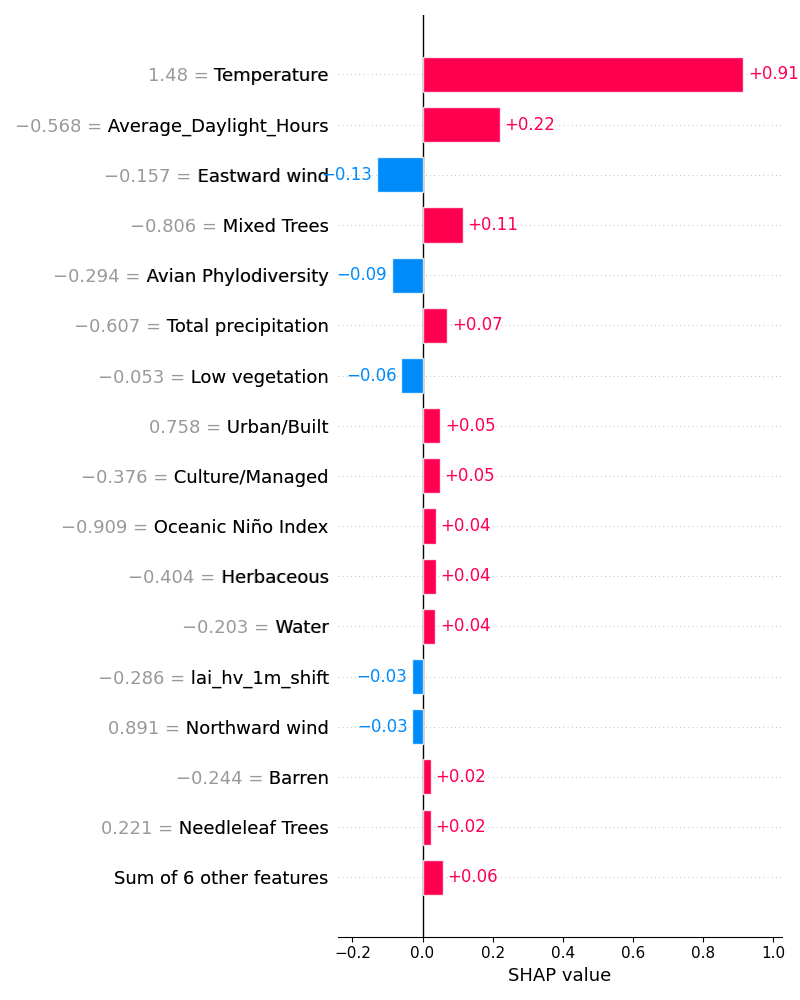 1.48 = Temperature +0.91
−0.568 = Average_Daylight_Hours +0.22
−0.157 = Eastward wind −0.13
−0.806 = Mixed Trees +0.11
−0.294 = Avian Phylodiversity −0.09
−0.607 = Total precipitation +0.07
−0.053 = Low vegetation −0.06
0.758 = Urban/Built +0.05
−0.376 = Culture/Managed +0.05
−0.909 = Oceanic Niño Index +0.04
−0.404 = Herbaceous +0.04
−0.203 = Water +0.04
−0.286 = lai_hv_1m_shift −0.03
0.891 = Northward wind −0.03
−0.244 = Barren +0.02
0.221 = Needleleaf Trees +0.02
Sum of 6 other features +0.06
−0.2 0.0 0.2 0.4 0.6 0.8 1.0
SHAP value